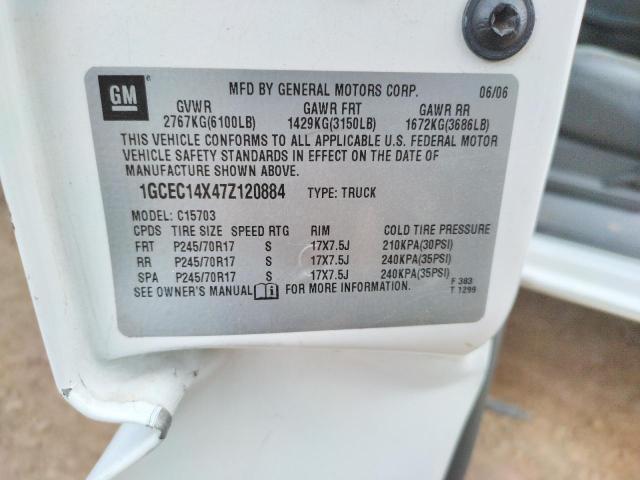 GM MFD BY GENERAL MOTORS CORP. 06/06
GVWR GAWR FRT GAWR RR
2767KG(6100LB) 1429KG(3150LB) 1672KG(3686LB)
THIS VEHICLE CONFORMS TO ALL APPLICABLE U.S. FEDERAL MOTOR
VEHICLE SAFETY STANDARDS IN EFFECT ON THE DATE OF
MANUFACTURE SHOWN ABOVE.
1GCEC14X47Z120884 TYPE: TRUCK
MODEL: C15703
CPDS TIRE SIZE SPEED RTG RIM COLD TIRE PRESSURE
FRT P245/70R17 S 17X7.5J 210KPA(30PSI)
RR P245/70R17 S 17X7.5J 240KPA(35PSI)
SPA P245/70R17 S 17X7.5J 240KPA(35PSI)
SEE OWNER'S MANUAL FOR MORE INFORMATION.
F 383
T 1299